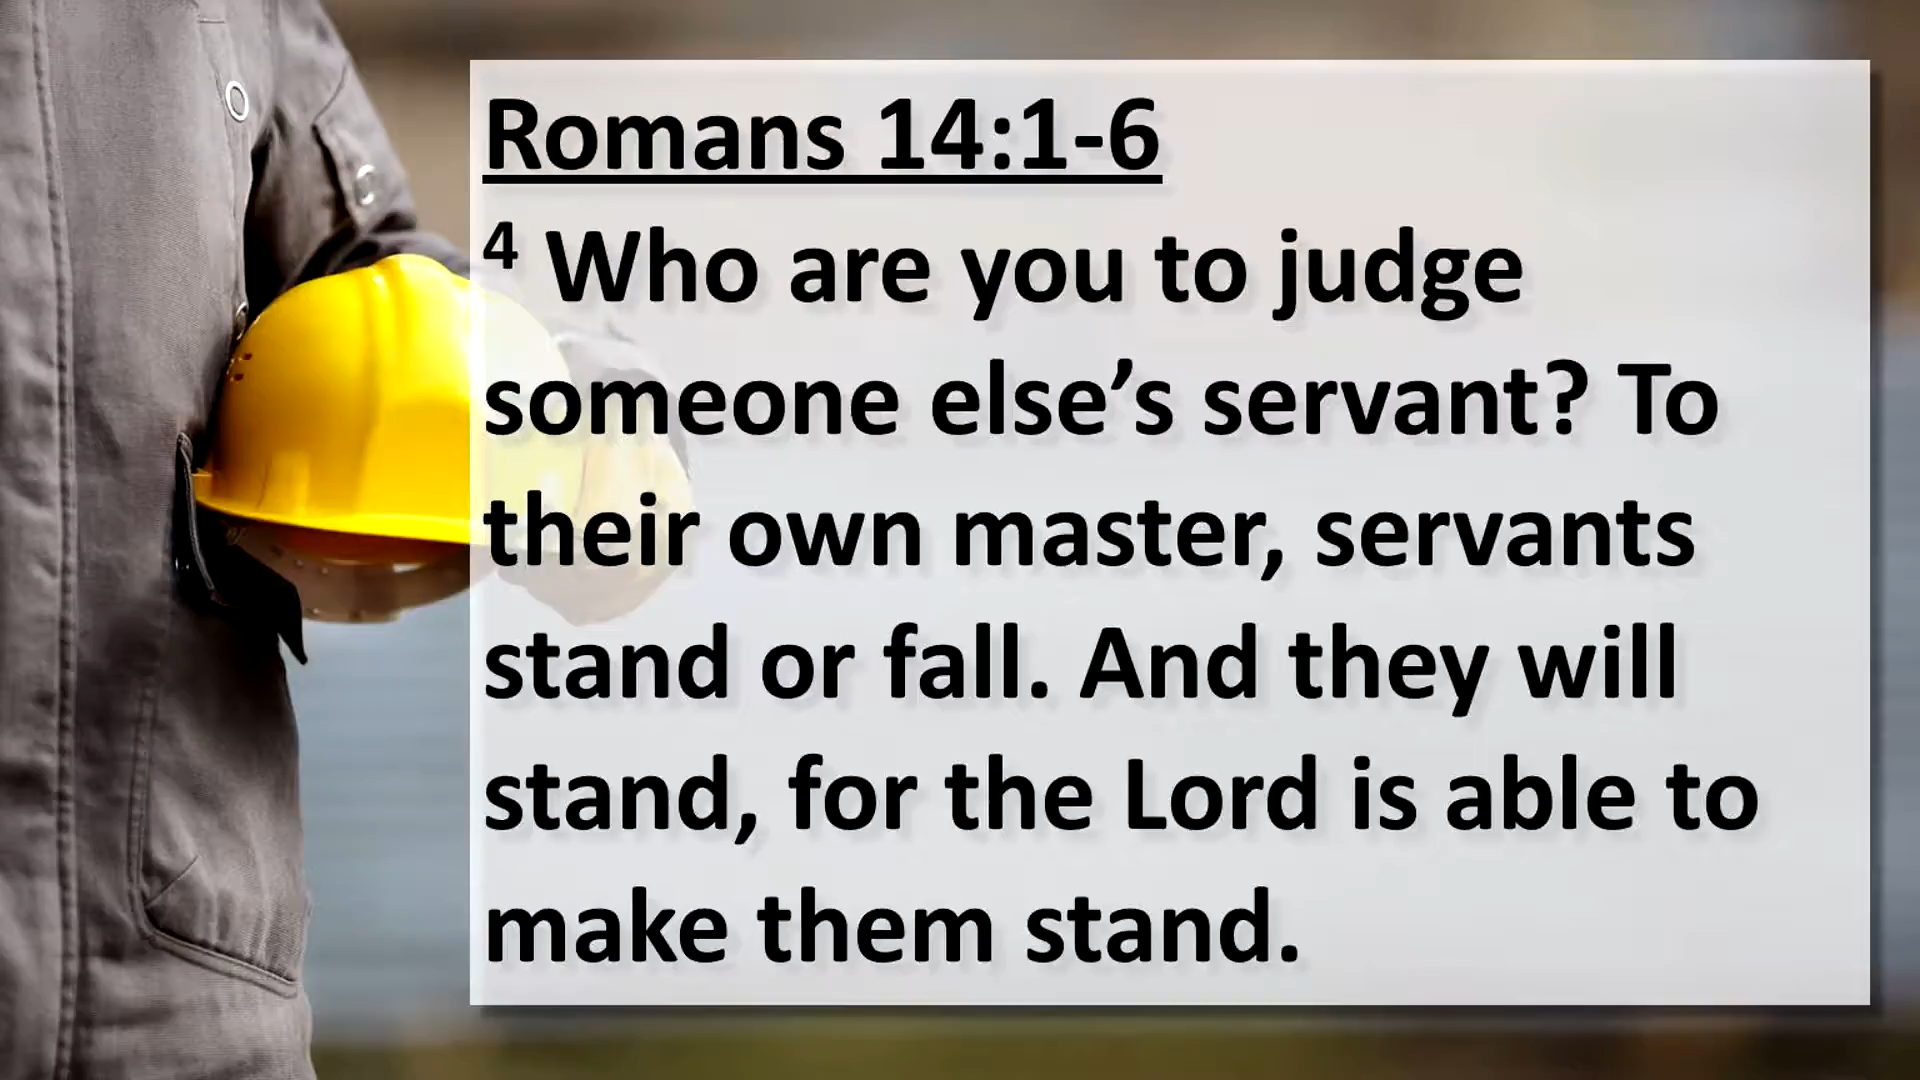 Romans 14:1-6
4 Who are you to judge
someone else’s servant? To
their own master, servants
stand or fall. And they will
stand, for the Lord is able to
make them stand.